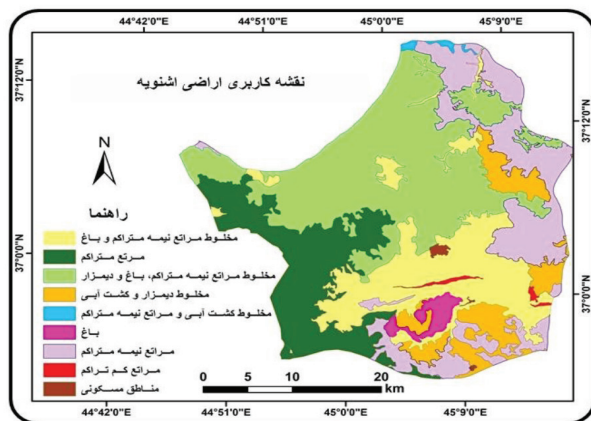 44°42'0"E 44°51'0"E 45°0'0"E 45°9'0"E
نقشه کاربری اراضی اشنویه
37°12'0"N
37°12'0"N
N
راهنما
مخلوط مراتع نیمه متراکم و باغ
مرتع متراکم
مخلوط مراتع نیمه متراکم، باغ و دیمزار
مخلوط دیمزار و کشت آبی
مخلوط کشت آبی و مراتع نیمه متراکم
باغ
مراتع نیمه متراکم
مراتع کم تراکم
مناطق مسکونی
37°0'0"N
37°0'0"N
0 5 10 20
km
44°42'0"E 44°51'0"E 45°0'0"E 45°9'0"E